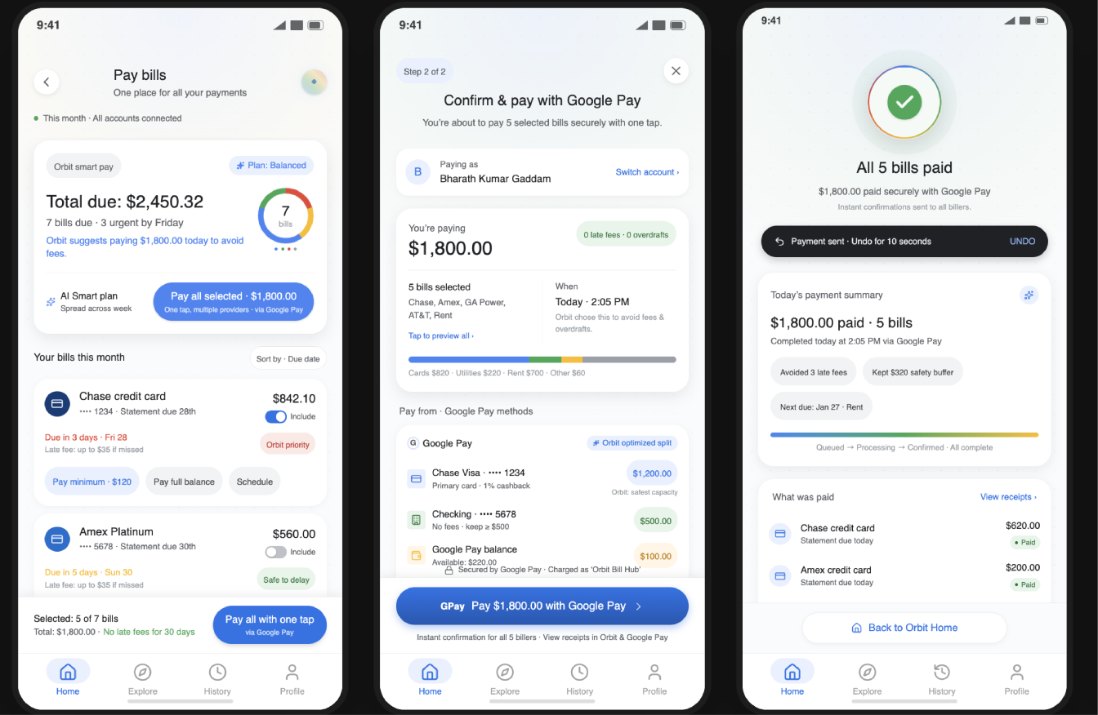 9:41
Pay bills
One place for all your payments
This month · All accounts connected
Orbit smart pay
Plan: Balanced
Total due: $2,450.32
7 bills due · 3 urgent by Friday
Orbit suggests paying $1,800.00 today to avoid
fees.
7
bills
AI Smart plan
Spread across week
Pay all selected · $1,800.00
One tap, multiple providers · via Google Pay
Your bills this month
Sort by · Due date
Chase credit card
•••• 1234 · Statement due 28th
$842.10
Include
Due in 3 days · Fri 28
Late fee: up to $35 if missed
Orbit priority
Pay minimum · $120
Pay full balance
Schedule
Amex Platinum
•••• 5678 · Statement due 30th
$560.00
Include
Due in 5 days · Sun 30
Late fee: up to $35 if missed
Safe to delay
Selected: 5 of 7 bills
Total: $1,800.00 · No late fees for 30 days
Pay all with one tap
via Google Pay
Home
Explore
History
Profile
9:41
Step 2 of 2
Confirm & pay with Google Pay
You're about to pay 5 selected bills securely with one tap.
B
Paying as
Bharath Kumar Gaddam
Switch account ›
You're paying
$1,800.00
0 late fees · 0 overdrafts
5 bills selected
Chase, Amex, GA Power,
AT&T, Rent
Tap to preview all ›
When
Today · 2:05 PM
Orbit chose this to avoid fees &
overdrafts.
Cards $820 · Utilities $220 · Rent $700 · Other $60
Pay from · Google Pay methods
G Google Pay
Orbit optimized split
Chase Visa · •••• 1234
Primary card · 1% cashback
$1,200.00
Orbit: safest capacity
Checking · •••• 5678
No fees · keep ≥ $500
$500.00
Google Pay balance
Available: $220.00
$100.00
Secured by Google Pay · Charged as 'Orbit Bill Hub'
GPay Pay $1,800.00 with Google Pay
Instant confirmation for all 5 billers · View receipts in Orbit & Google Pay
Home
Explore
History
Profile
9:41
All 5 bills paid
$1,800.00 paid securely with Google Pay
Instant confirmations sent to all billers.
Payment sent · Undo for 10 seconds
UNDO
Today's payment summary
$1,800.00 paid · 5 bills
Completed today at 2:05 PM via Google Pay
Avoided 3 late fees
Kept $320 safety buffer
Next due: Jan 27 · Rent
Queued → Processing → Confirmed · All complete
What was paid
View receipts ›
Chase credit card
Statement due today
$620.00
• Paid
Amex credit card
Statement due today
$200.00
• Paid
Back to Orbit Home
Home
Explore
History
Profile